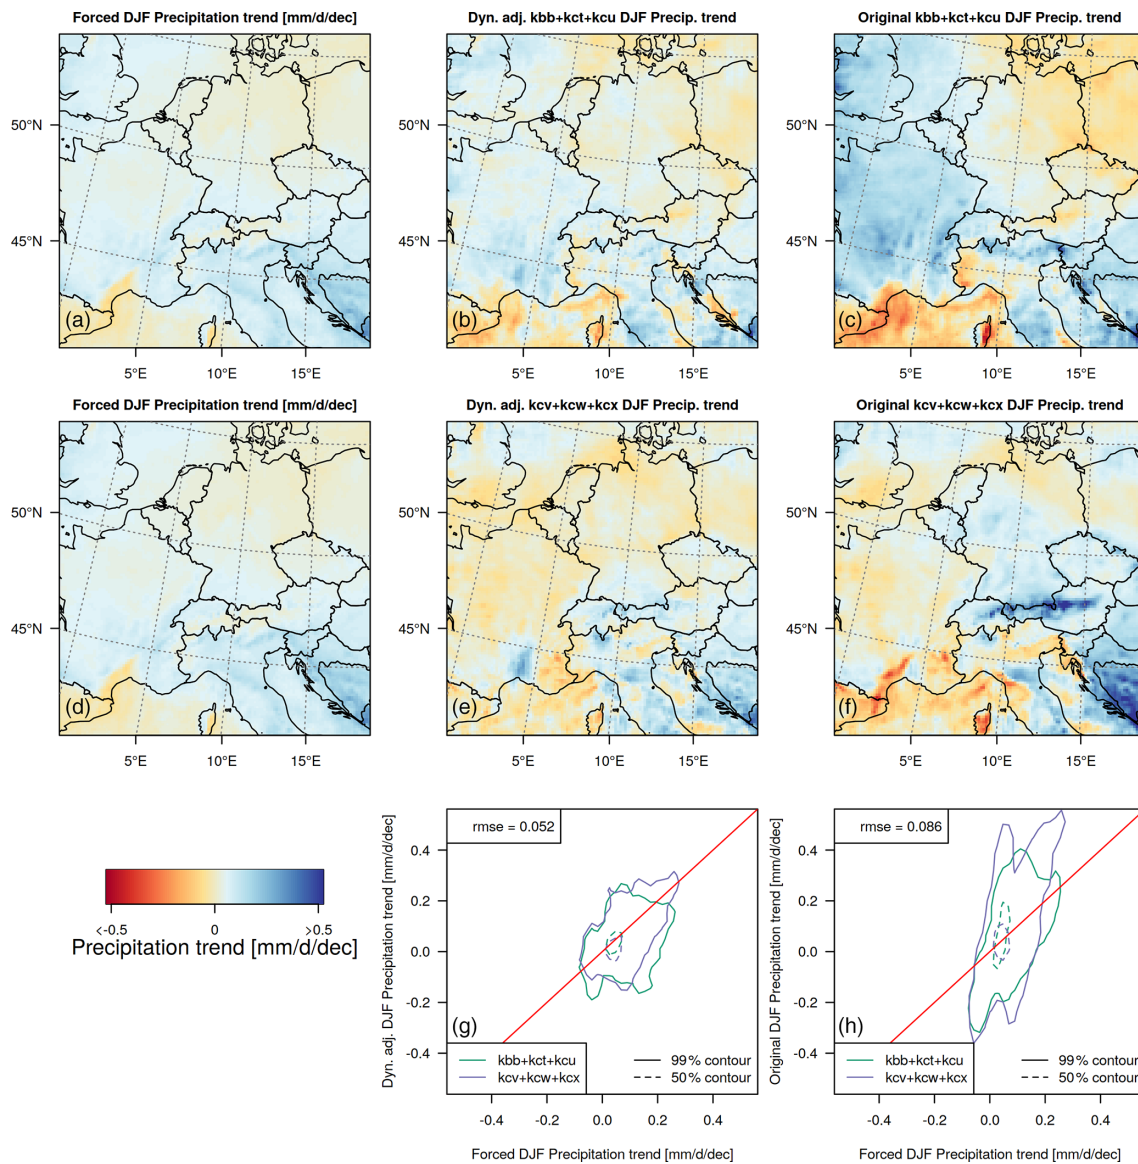 Forced DJF Precipitation trend [mm/d/dec]
Dyn. adj. kbb+kct+kcu DJF Precip. trend
Original kbb+kct+kcu DJF Precip. trend
50°N
45°N
(a)
(b)
(c)
5°E
10°E
15°E
5°E
10°E
15°E
5°E
10°E
15°E
Forced DJF Precipitation trend [mm/d/dec]
Dyn. adj. kcv+kcw+kcx DJF Precip. trend
Original kcv+kcw+kcx DJF Precip. trend
50°N
45°N
(d)
(e)
(f)
5°E
10°E
15°E
5°E
10°E
15°E
5°E
10°E
15°E
<-0.5
0
>0.5
Precipitation trend [mm/d/dec]
Dyn. adj. DJF Precipitation trend [mm/d/dec]
0.4
0.2
0.0
-0.2
-0.4
rmse = 0.052
(g)
kbb+kct+kcu
kcv+kcw+kcx
99% contour
50% contour
-0.4
-0.2
0.0
0.2
0.4
Forced DJF Precipitation trend [mm/d/dec]
Original DJF Precipitation trend [mm/d/dec]
0.4
0.2
0.0
-0.2
-0.4
rmse = 0.086
(h)
kbb+kct+kcu
kcv+kcw+kcx
99% contour
50% contour
-0.4
-0.2
0.0
0.2
0.4
Forced DJF Precipitation trend [mm/d/dec]